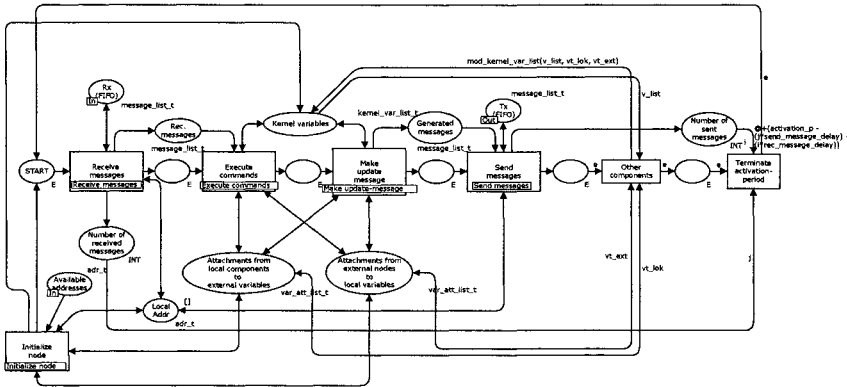 mod_kernel_var_list(v_list, vt_lok, vt_ext)
e
Rx
(FIFO)
In
message_list_t
Rec.
messages
message_list_t
Kernel variables
kernel_var_list_t
Generated
messages
message_list_t
Tx
(FIFO)
Out
message_list_t
v_list
Number of
sent
messages
INT
@+(activation_p -
(j*send_message_delay) -
(i*rec_message_delay))
START
E
Receive
messages
Receive messages
E
Execute
commands
Execute commands
E
Make
update
message
Make update-message
E
Send
messages
Send messages
E
e
Other
components
e
E
e
Terminate
activation-
period
Number of
received
messages
INT
Attachments from
local components
to
external variables
var_att_list_t
Attachments from
external nodes
to
local variables
var_att_list_t
vt_ext
vt_lok
adr_t
Available
addresses
In
Local
Addr
[]
adr_t
Initialize
node
Initialize node